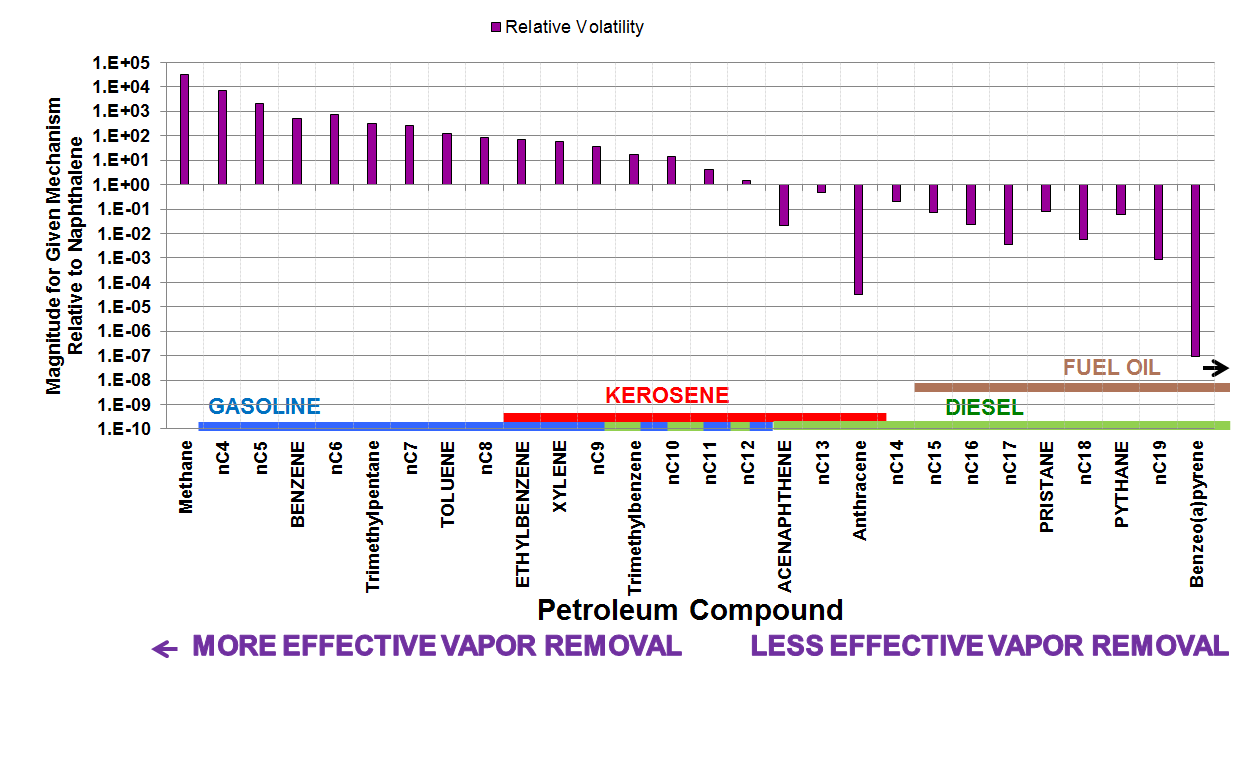 Relative Volatility
Magnitude for Given Mechanism
Relative to Naphthalene
1.E+05
1.E+04
1.E+03
1.E+02
1.E+01
1.E+00
1.E-01
1.E-02
1.E-03
1.E-04
1.E-05
1.E-06
1.E-07
1.E-08
1.E-09
1.E-10
FUEL OIL
KEROSENE
GASOLINE
DIESEL
Methane
nC4
nC5
BENZENE
nC6
Trimethylpentane
nC7
TOLUENE
nC8
ETHYLBENZENE
XYLENE
nC9
Trimethylbenzene
nC10
nC11
nC12
ACENAPHTHENE
nC13
Anthracene
nC14
nC15
nC16
nC17
PRISTANE
nC18
PYTHANE
nC19
Benzeo(a)pyrene
Petroleum Compound
MORE EFFECTIVE VAPOR REMOVAL
LESS EFFECTIVE VAPOR REMOVAL